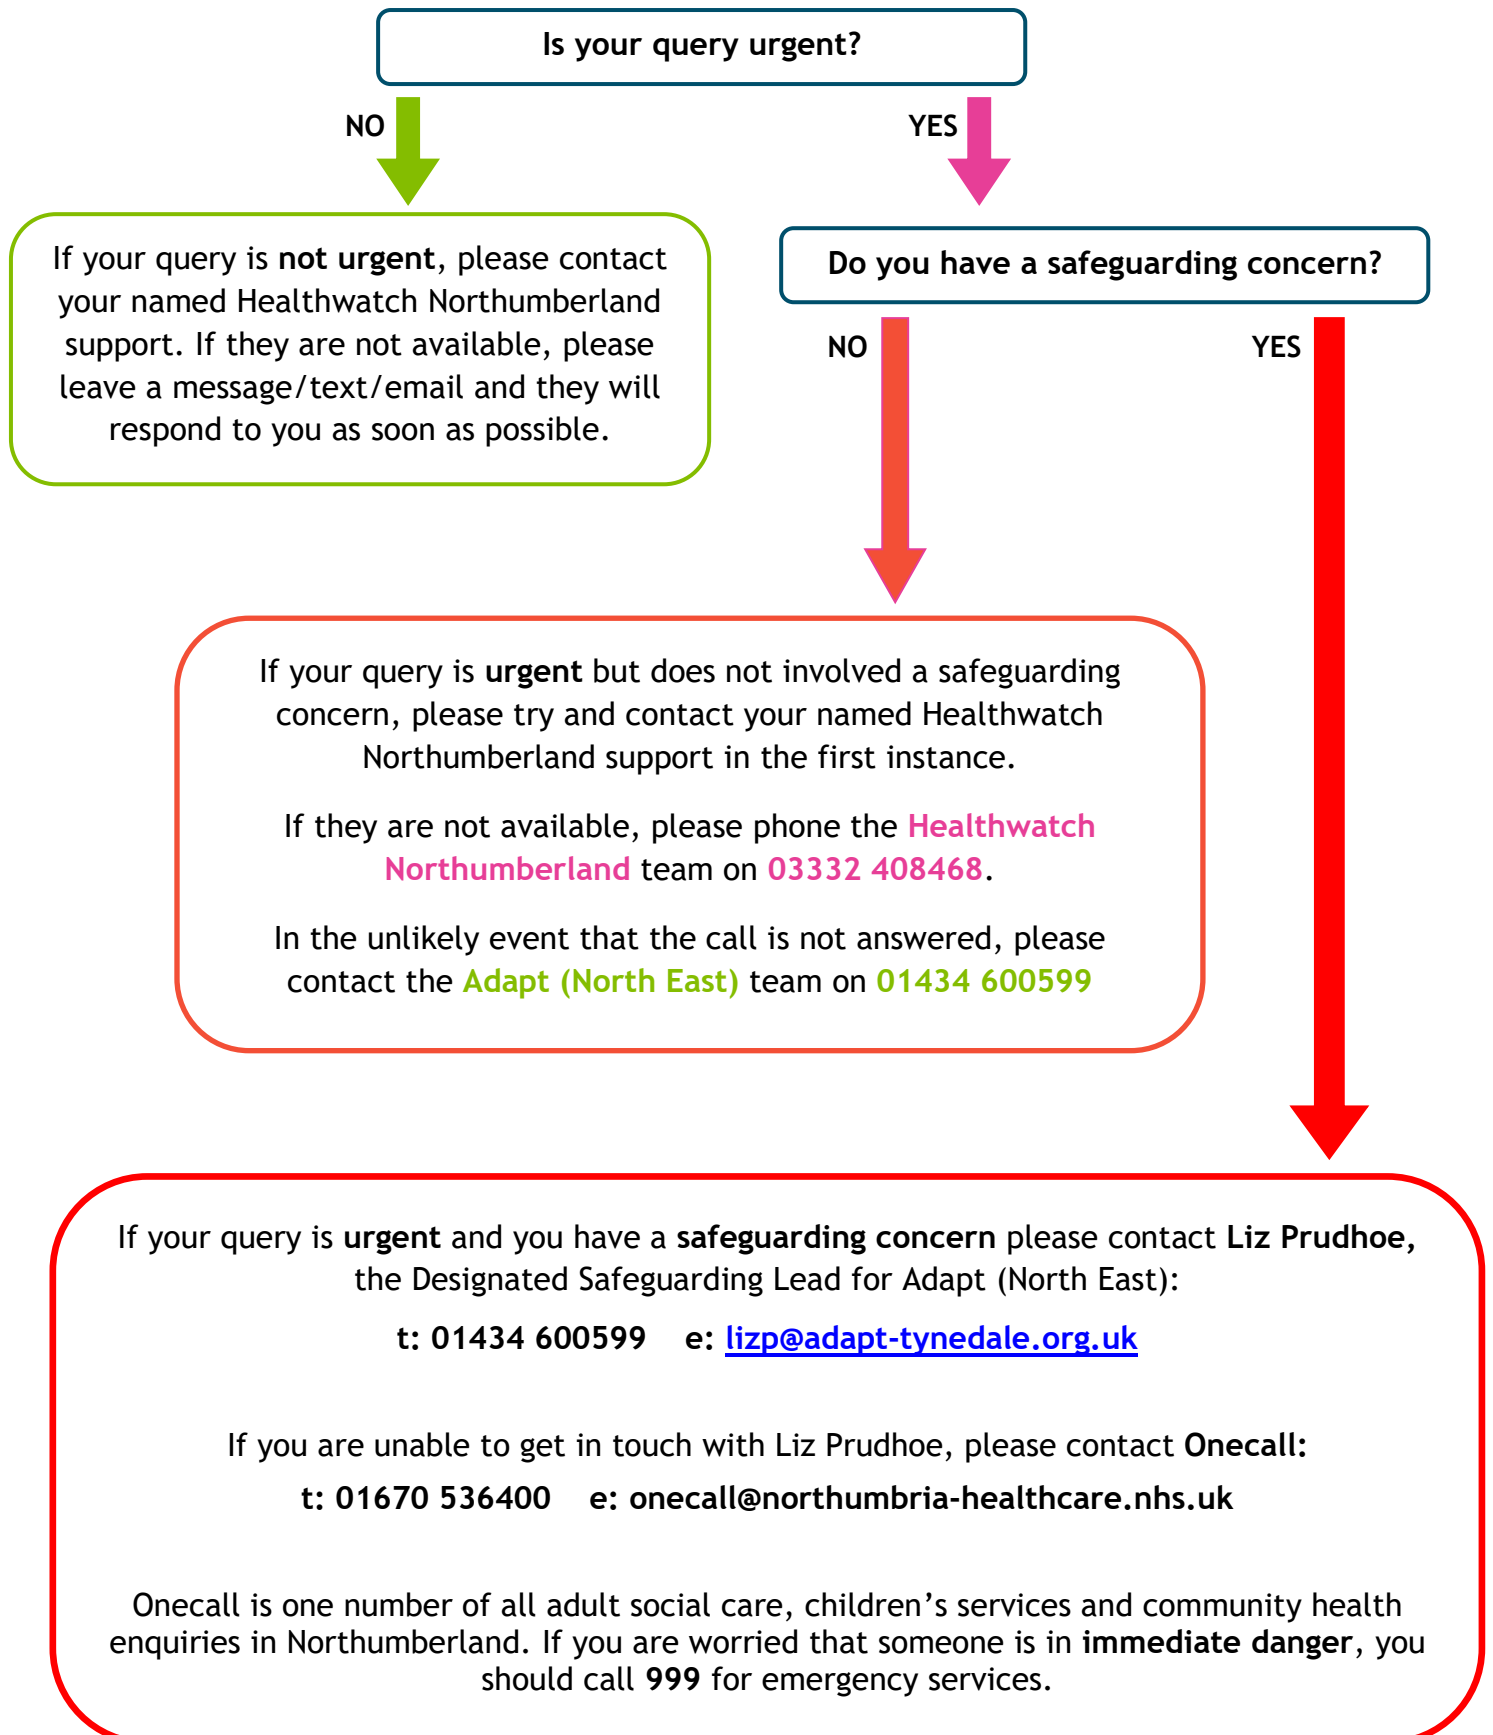 Is your query urgent?
NO
YES
If your query is not urgent, please contact
your named Healthwatch Northumberland
support. If they are not available, please
leave a message/text/email and they will
respond to you as soon as possible.
Do you have a safeguarding concern?
NO
YES
If your query is urgent but does not involved a safeguarding
concern, please try and contact your named Healthwatch
Northumberland support in the first instance.
If they are not available, please phone the Healthwatch
Northumberland team on 03332 408468.
In the unlikely event that the call is not answered, please
contact the Adapt (North East) team on 01434 600599
If your query is urgent and you have a safeguarding concern please contact Liz Prudhoe,
the Designated Safeguarding Lead for Adapt (North East):
t: 01434 600599 e: lizp@adapt-tynedale.org.uk
If you are unable to get in touch with Liz Prudhoe, please contact Onecall:
t: 01670 536400 e: onecall@northumbria-healthcare.nhs.uk
Onecall is one number of all adult social care, children’s services and community health
enquiries in Northumberland. If you are worried that someone is in immediate danger, you
should call 999 for emergency services.